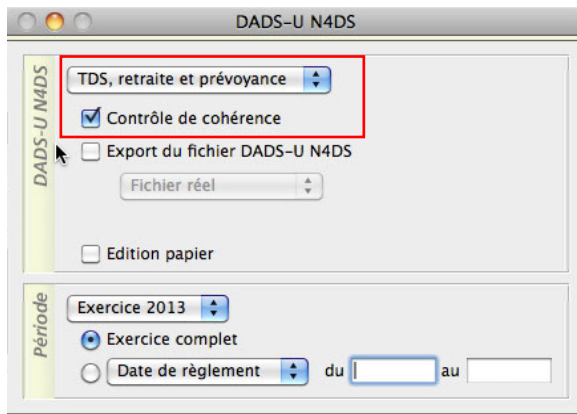 DADS-U N4DS
DADS-U N4DS
TDS, retraite et prévoyance
Contrôle de cohérence
Export du fichier DADS-U N4DS
Fichier réel
Edition papier
Période
Exercice 2013
Exercice complet
Date de règlement du au